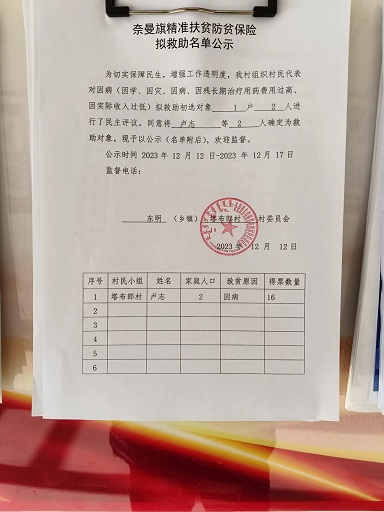 奈曼旗精准扶贫防贫保险
拟救助名单公示
为切实保障民生，增强工作透明度，我村组织村民代表
对因病（因学、因灾、因病、因残长期治疗用药费用过高、
因实际收入过低）拟救助初选对象 1 户 2 人进
行了民主评议，同意将 卢志 等 2 人确定为救
助对象，现予以公示（名单附后），欢迎监督。
公示时间 2023 年 12 月 12 日-2023 年 12 月 17 日
监督电话：
东明 （乡镇） 塔布郎村 村委员会
2023 年 12 月 12 日
序号 村民小组 姓名 家庭人口 致贫原因 得票数量
1 塔布郎村 卢志 2 因病 16
2
3
4
5
6